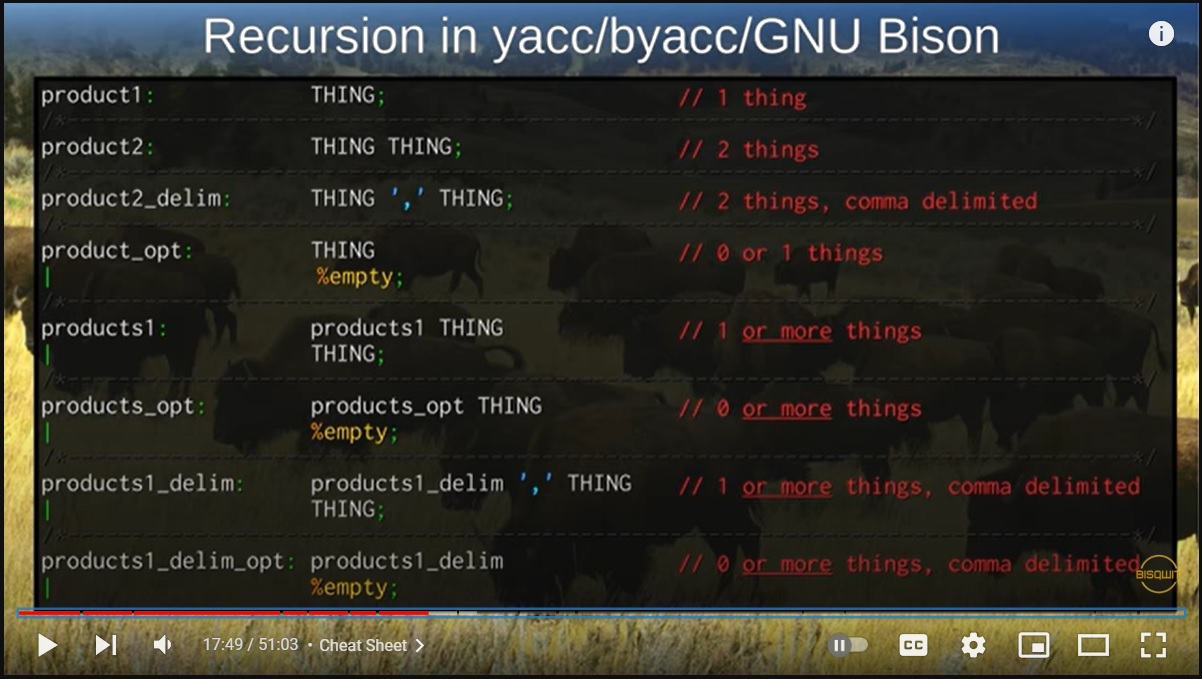 Recursion in yacc/byacc/GNU Bison
product1: THING; // 1 thing
/*---*/
product2: THING THING; // 2 things
/*---*/
product2_delim: THING ',' THING; // 2 things, comma delimited
/*---*/
product_opt: THING // 0 or 1 things
| %empty;
/*---*/
products1: products1 THING // 1 or more things
| THING;
/*---*/
products_opt: products_opt THING // 0 or more things
| %empty;
/*---*/
products1_delim: products1_delim ',' THING // 1 or more things, comma delimited
| THING;
/*---*/
products1_delim_opt: products1_delim // 0 or more things, comma delimited
| %empty;
BISQWIT
17:49 / 51:03 • Cheat Sheet
CC